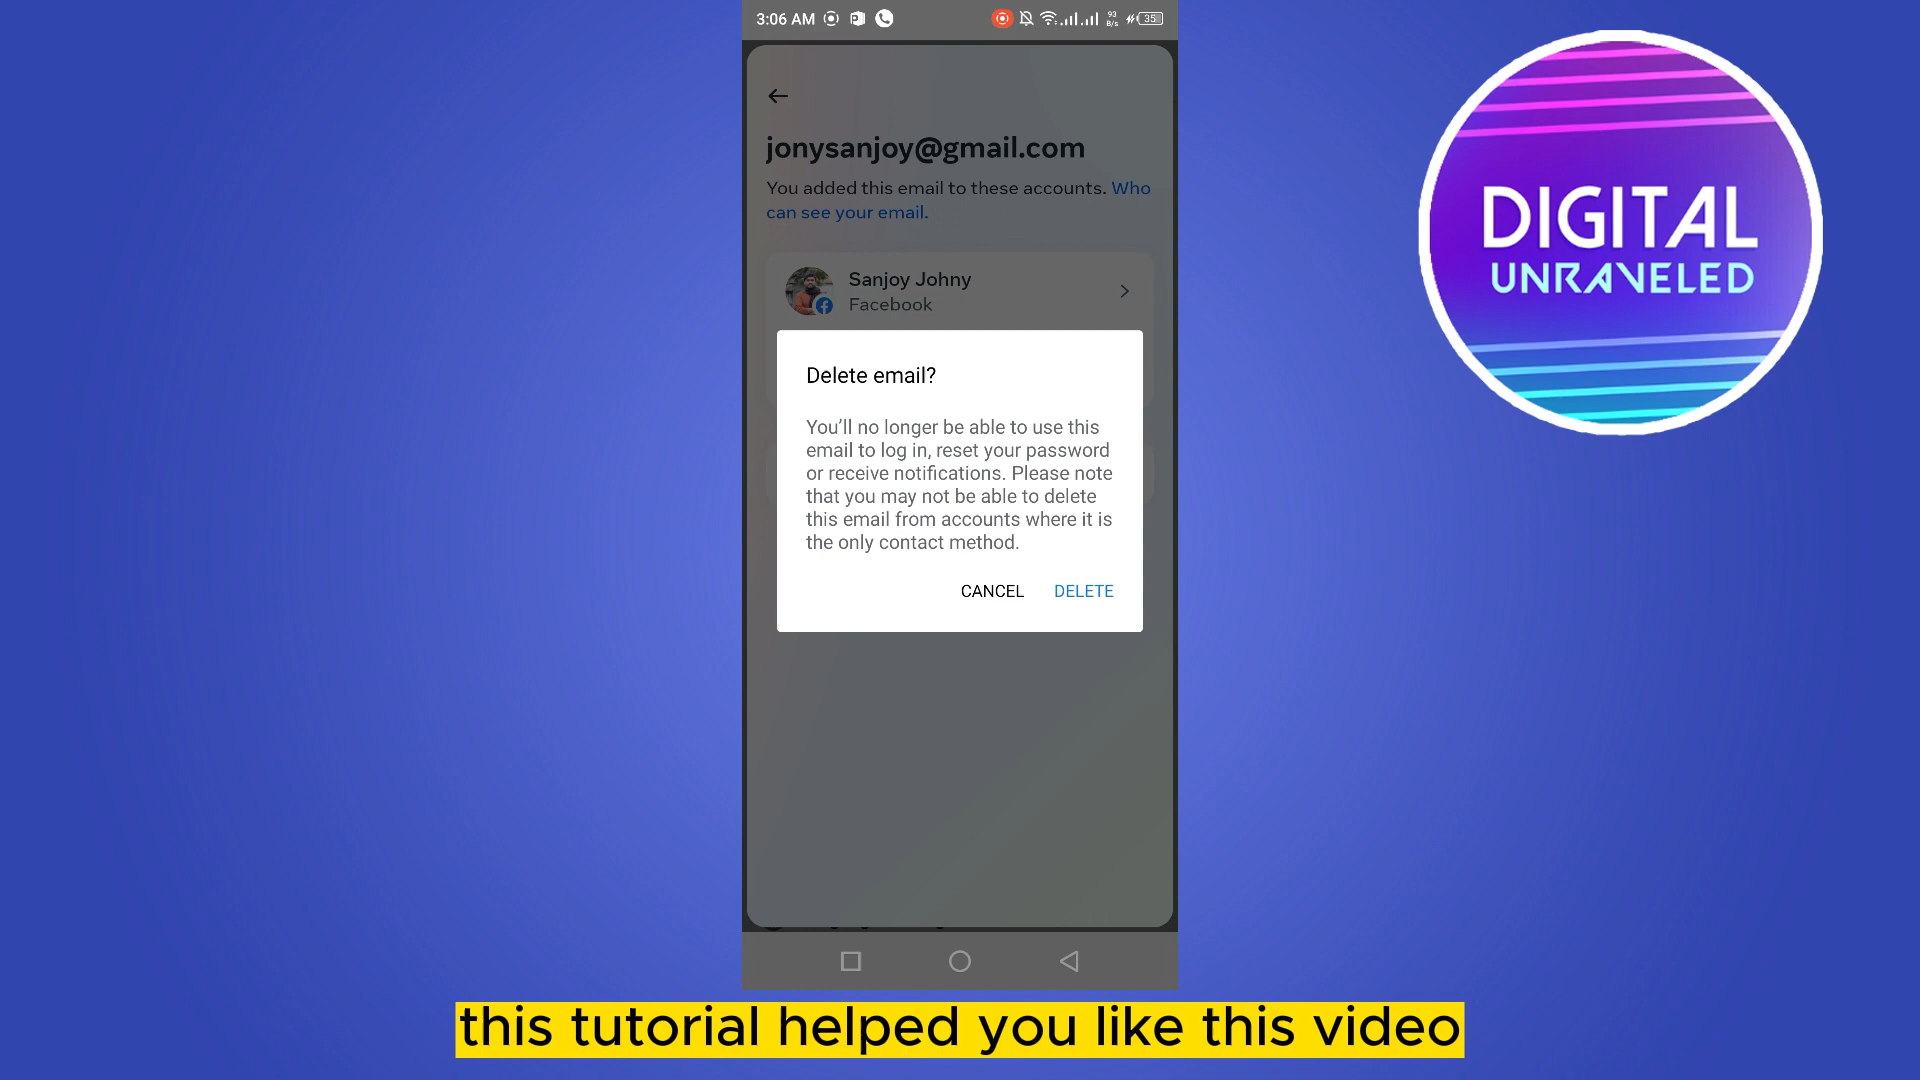 3:06 AM
93
B/s
35
jonysanjoy@gmail.com
You added this email to these accounts. Who
can see your email.
Sanjoy Johny
Facebook
Delete email?
You’ll no longer be able to use this
email to log in, reset your password
or receive notifications. Please note
that you may not be able to delete
this email from accounts where it is
the only contact method.
CANCEL DELETE
DIGITAL
UNRAVELED
this tutorial helped you like this video